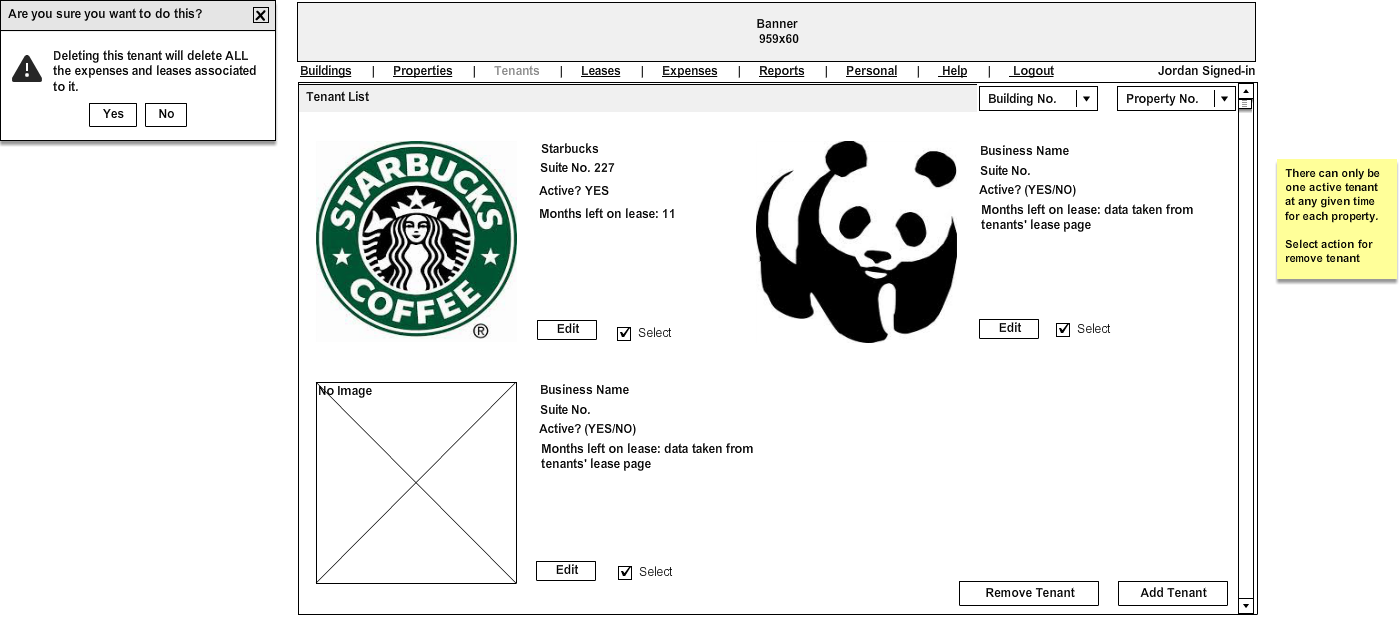 Are you sure you want to do this?
Deleting this tenant will delete ALL
the expenses and leases associated
to it.
Yes No
Banner
959x60
Buildings | Properties | Tenants | Leases | Expenses | Reports | Personal | Help | Logout Jordan Signed-in
Tenant List Building No. Property No.
STARBUCKS
COFFEE
®
Starbucks
Suite No. 227
Active? YES
Months left on lease: 11
Edit Select
Business Name
Suite No.
Active? (YES/NO)
Months left on lease: data taken from
tenants' lease page
Edit Select
No Image
Business Name
Suite No.
Active? (YES/NO)
Months left on lease: data taken from
tenants' lease page
Edit Select
Remove Tenant Add Tenant
There can only be
one active tenant
at any given time
for each property.
Select action for
remove tenant